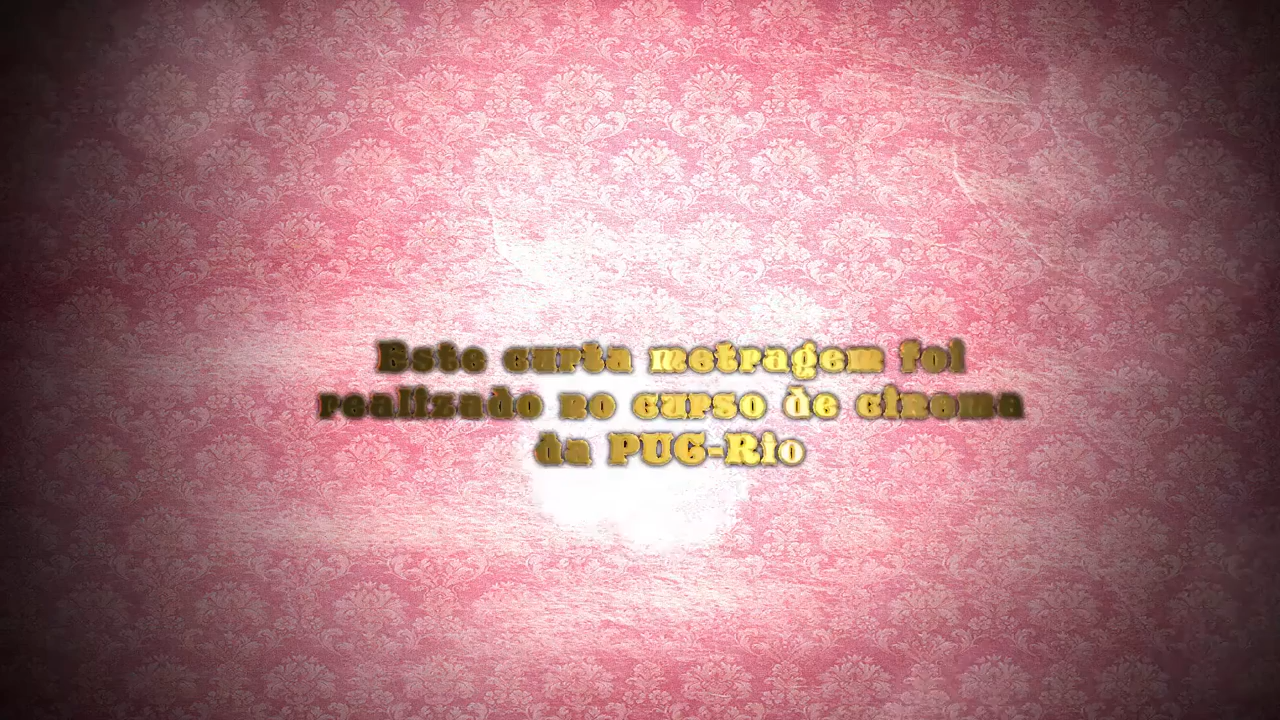 Este curta metragem foi
realizado no curso de cinema
da PUC-Rio